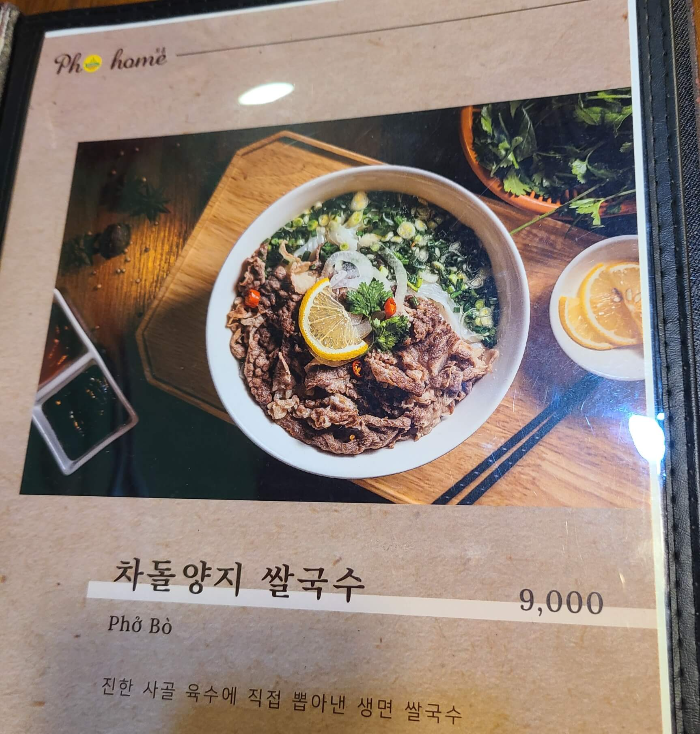 Pho home
차돌양지 쌀국수
9,000
Phở Bò
진한 사골 육수에 직접 뽑아낸 생면 쌀국수